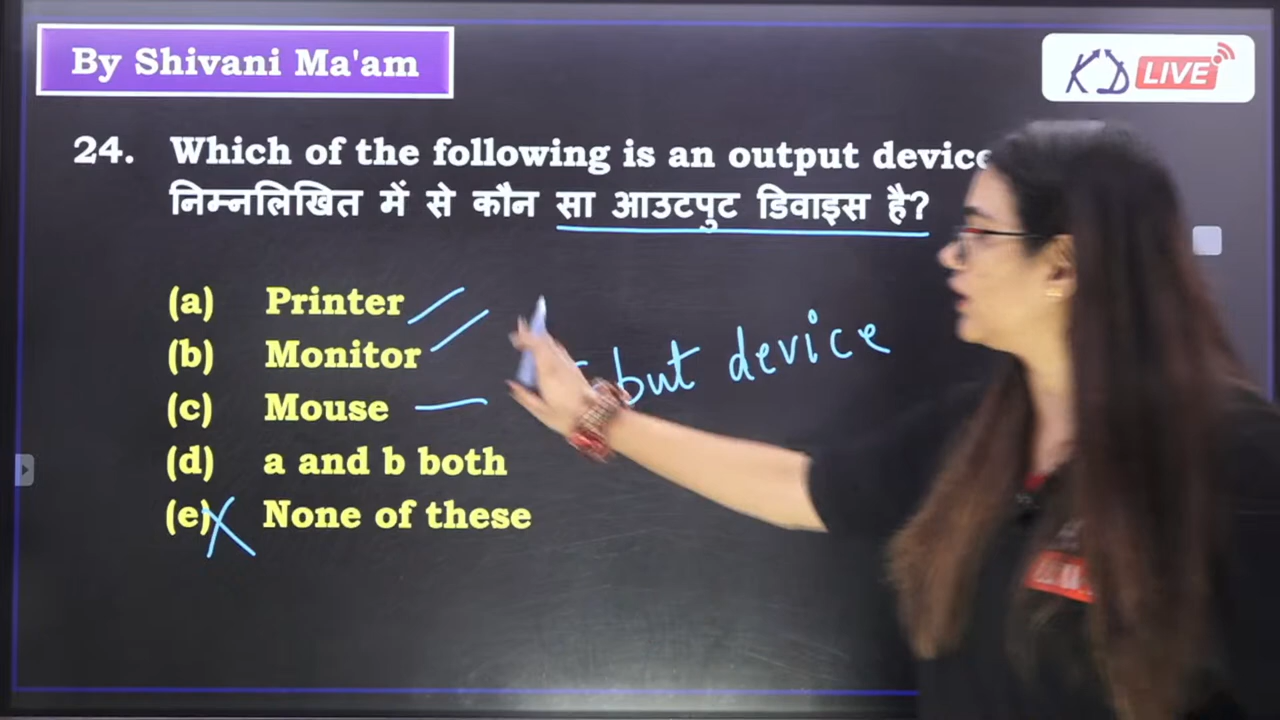 By Shivani Ma'am
KD LIVE
24. Which of the following is an output device
निम्नलिखित में से कौन सा आउटपुट डिवाइस है?
(a) Printer
(b) Monitor
(c) Mouse
device
(d) a and b both
(e) None of these